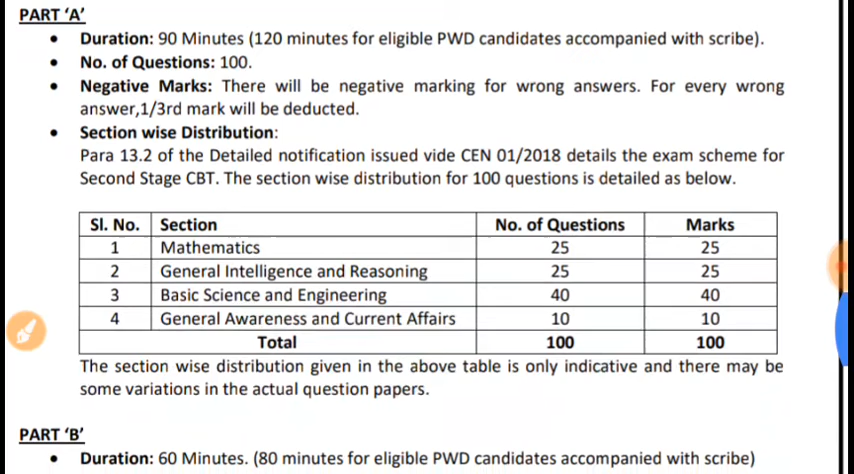 PART ‘A’
• Duration: 90 Minutes (120 minutes for eligible PWD candidates accompanied with scribe).
• No. of Questions: 100.
• Negative Marks: There will be negative marking for wrong answers. For every wrong
answer,1/3rd mark will be deducted.
• Section wise Distribution:
Para 13.2 of the Detailed notification issued vide CEN 01/2018 details the exam scheme for
Second Stage CBT. The section wise distribution for 100 questions is detailed as below.
Sl. No. Section No. of Questions Marks
1 Mathematics 25 25
2 General Intelligence and Reasoning 25 25
3 Basic Science and Engineering 40 40
4 General Awareness and Current Affairs 10 10
Total 100 100
The section wise distribution given in the above table is only indicative and there may be
some variations in the actual question papers.
PART ‘B’
• Duration: 60 Minutes. (80 minutes for eligible PWD candidates accompanied with scribe)